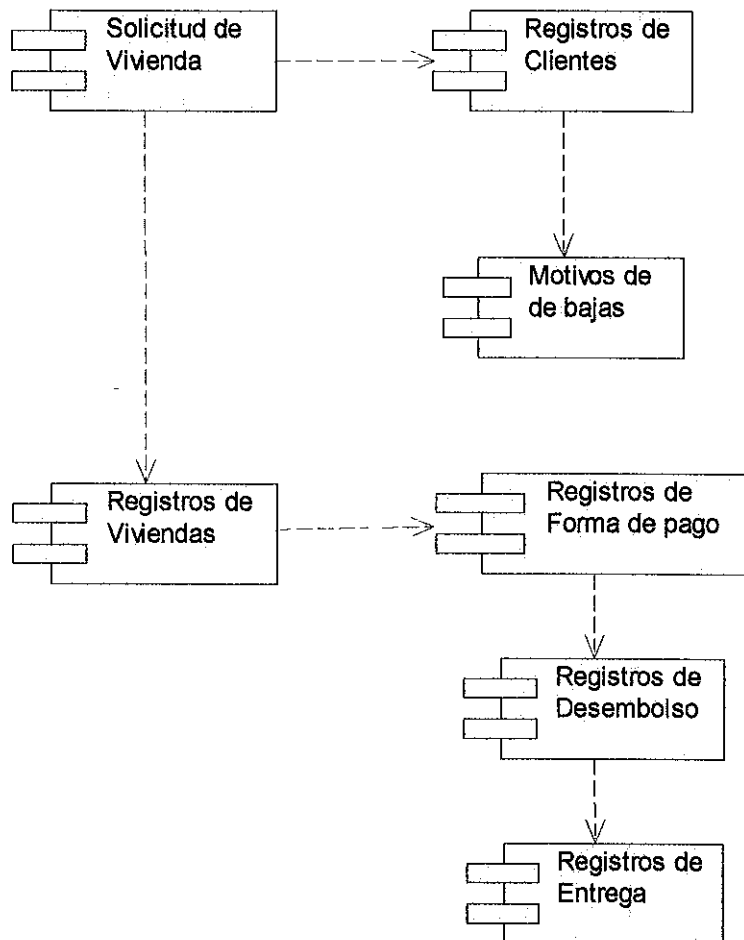 Solicitud de
Vivienda
Registros de
Clientes
Motivos de
de bajas
Registros de
Viviendas
Registros de
Forma de pago
Registros de
Desembolso
Registros de
Entrega